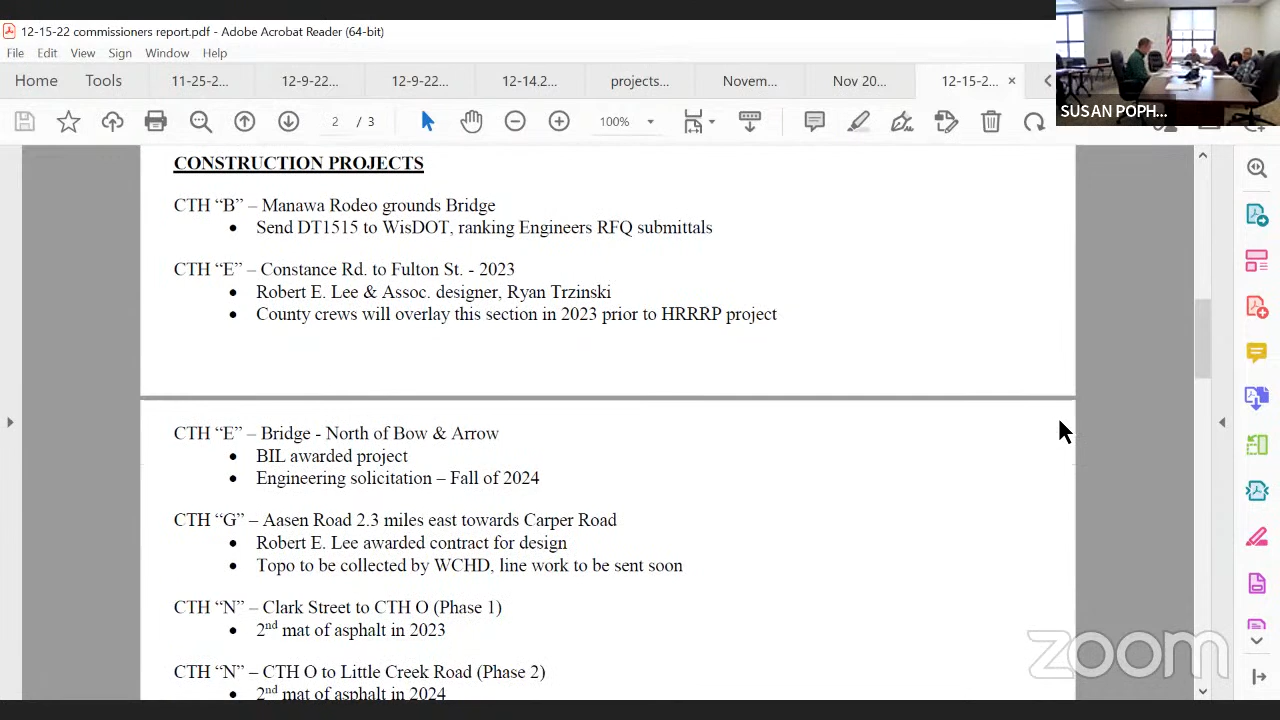 12-15-22 commissioners report.pdf - Adobe Acrobat Reader (64-bit)
File Edit View Sign Window Help
Home Tools 11-25-2... 12-9-22... 12-9-22... 12-14.2... projects... Novem... Nov 20... 12-15-2... ×
SUSAN POPH...
2 / 3 100%
CONSTRUCTION PROJECTS
CTH “B” – Manawa Rodeo grounds Bridge
• Send DT1515 to WisDOT, ranking Engineers RFQ submittals
CTH “E” – Constance Rd. to Fulton St. - 2023
• Robert E. Lee & Assoc. designer, Ryan Trzinski
• County crews will overlay this section in 2023 prior to HRRRP project
CTH “E” – Bridge - North of Bow & Arrow
• BIL awarded project
• Engineering solicitation – Fall of 2024
CTH “G” – Aasen Road 2.3 miles east towards Carper Road
• Robert E. Lee awarded contract for design
• Topo to be collected by WCHD, line work to be sent soon
CTH “N” – Clark Street to CTH O (Phase 1)
• 2nd mat of asphalt in 2023
CTH “N” – CTH O to Little Creek Road (Phase 2)
• 2nd mat of asphalt in 2024
zoom